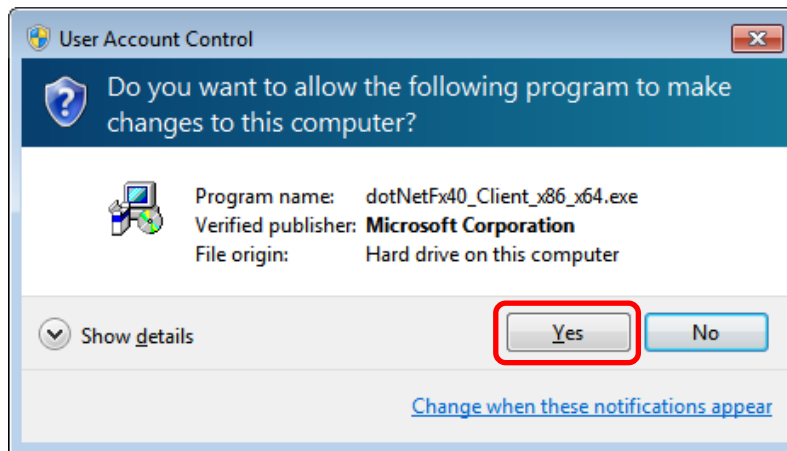 User Account Control
Do you want to allow the following program to make
changes to this computer?
Program name: dotNetFx40_Client_x86_x64.exe
Verified publisher: Microsoft Corporation
File origin: Hard drive on this computer
Show details
Yes
No
Change when these notifications appear